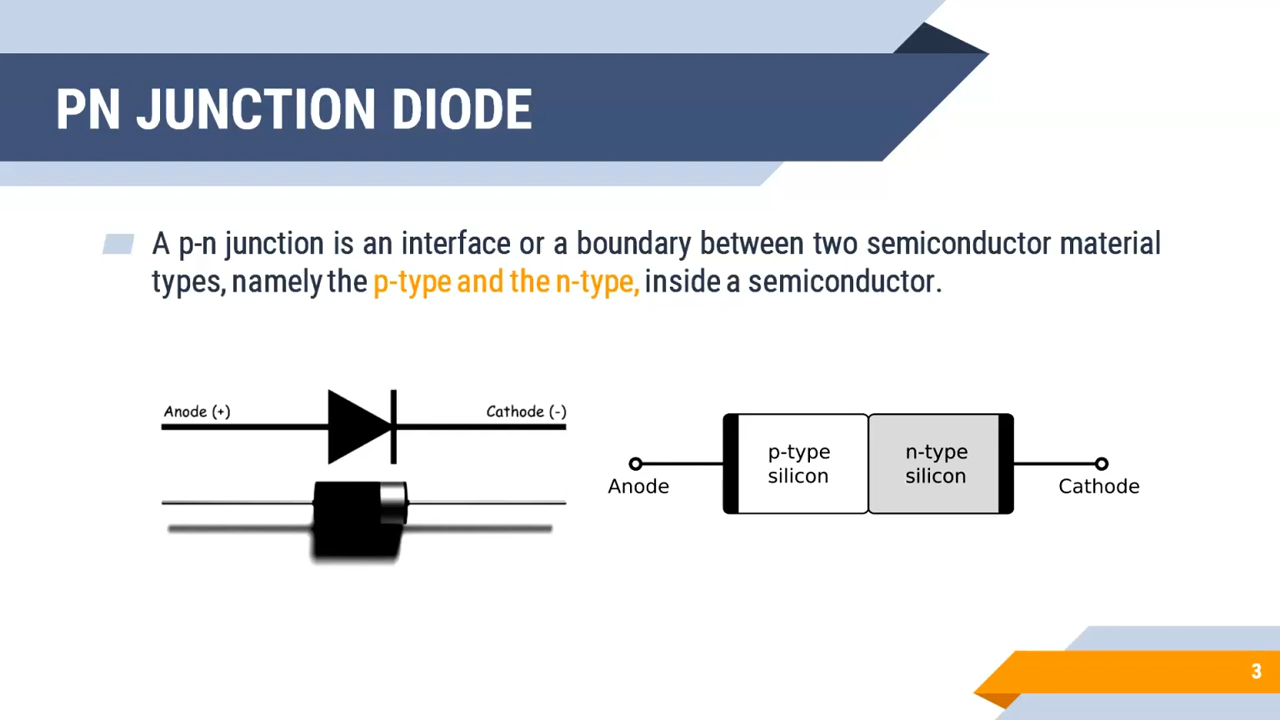 PN JUNCTION DIODE
A p-n junction is an interface or a boundary between two semiconductor material
types, namely the p-type and the n-type, inside a semiconductor.
Anode (+)
Cathode (-)
p-type
silicon
n-type
silicon
Anode
Cathode
3